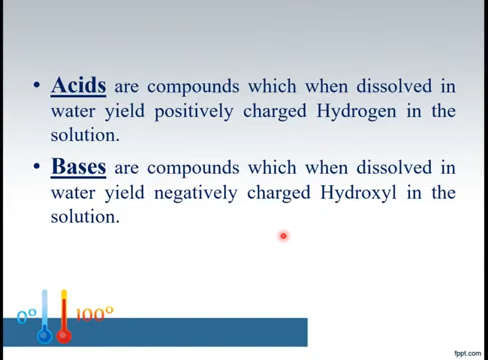 • Acids are compounds which when dissolved in
water yield positively charged Hydrogen in the
solution.
• Bases are compounds which when dissolved in
water yield negatively charged Hydroxyl in the
solution.
0° 100°
fppt.com